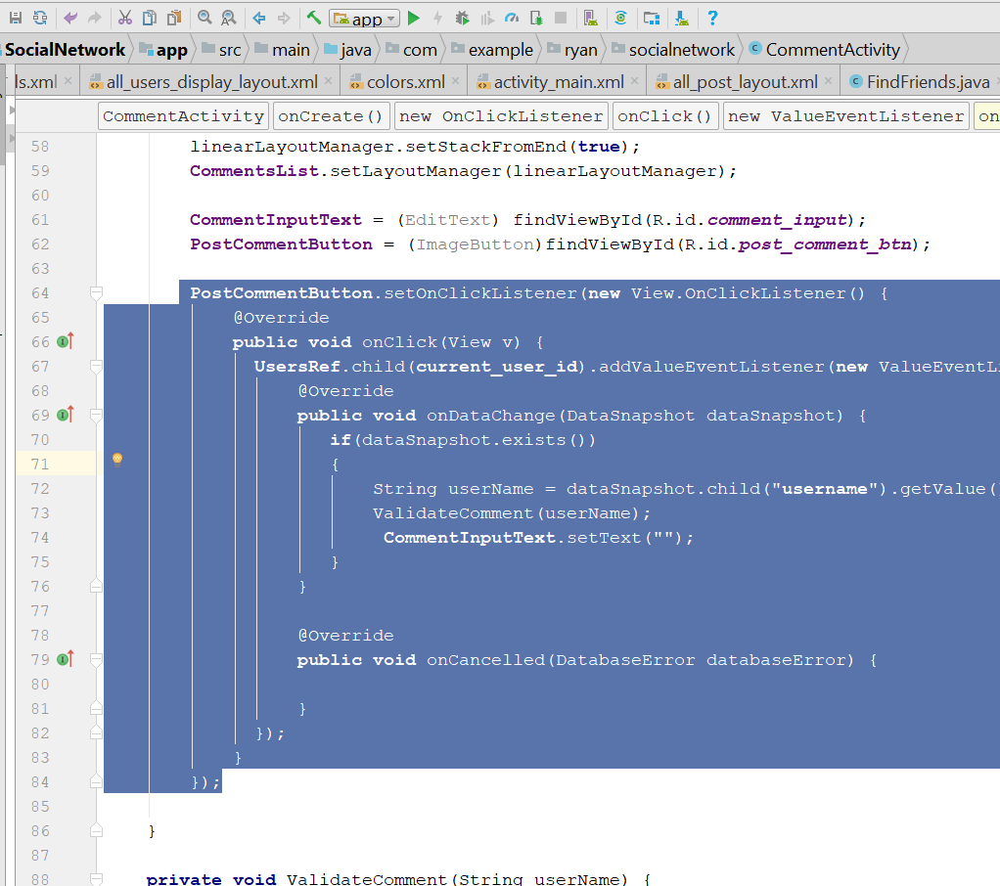 app
?
SocialNetwork app src main java com example ryan socialnetwork CommentActivity
ls.xml all_users_display_layout.xml colors.xml activity_main.xml all_post_layout.xml FindFriends.java
CommentActivity onCreate() new OnClickListener onClick() new ValueEventListener on
58 linearLayoutManager.setStackFromEnd(true);
59 CommentsList.setLayoutManager(linearLayoutManager);
60
61 CommentInputText = (EditText) findViewById(R.id.comment_input);
62 PostCommentButton = (ImageButton)findViewById(R.id.post_comment_btn);
63
64 PostCommentButton.setOnClickListener(new View.OnClickListener() {
65 @Override
66 public void onClick(View v) {
67 UsersRef.child(current_user_id).addValueEventListener(new ValueEventLi
68 @Override
69 public void onDataChange(DataSnapshot dataSnapshot) {
70 if(dataSnapshot.exists())
71 {
72 String userName = dataSnapshot.child("username").getValue(
73 ValidateComment(userName);
74 CommentInputText.setText("");
75 }
76 }
77
78 @Override
79 public void onCancelled(DatabaseError databaseError) {
80
81 }
82 });
83 }
84 });
85
86 }
87
88 private void ValidateComment(String userName) {